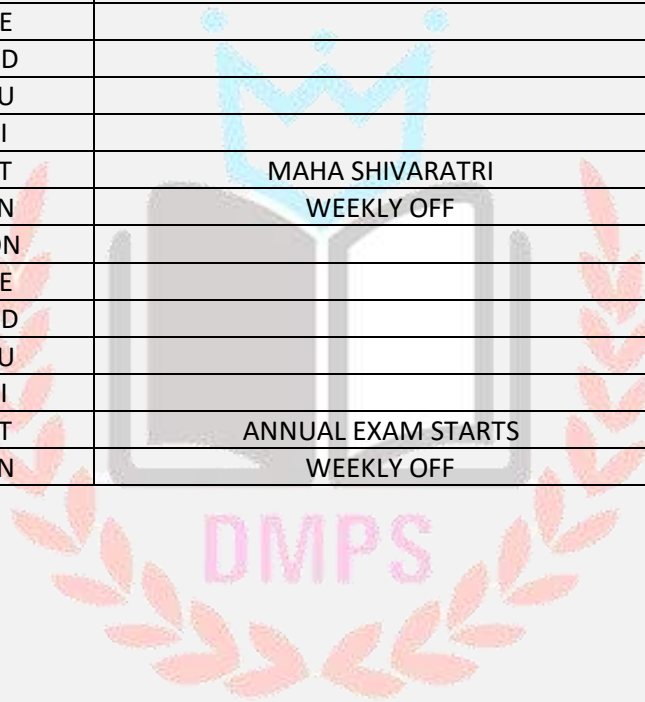 E
D
U
I
T MAHA SHIVARATRI
N WEEKLY OFF
ON
E
D
U
I
T ANNUAL EXAM STARTS
N WEEKLY OFF
DMPS